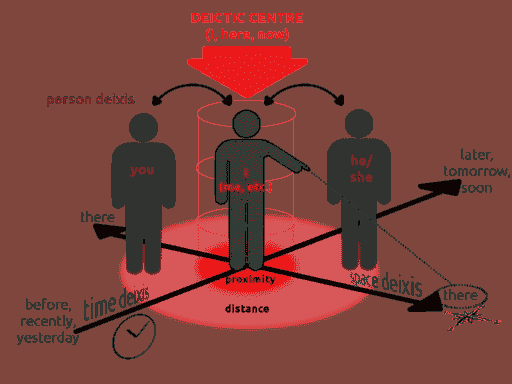 DEICTIC CENTRE
(I, here, now)
person deixis
you
I
(me, etc.)
he/
she
later,
tomorrow,
soon
there
proximity
distance
time deixis
space deixis
there
before,
recently,
yesterday